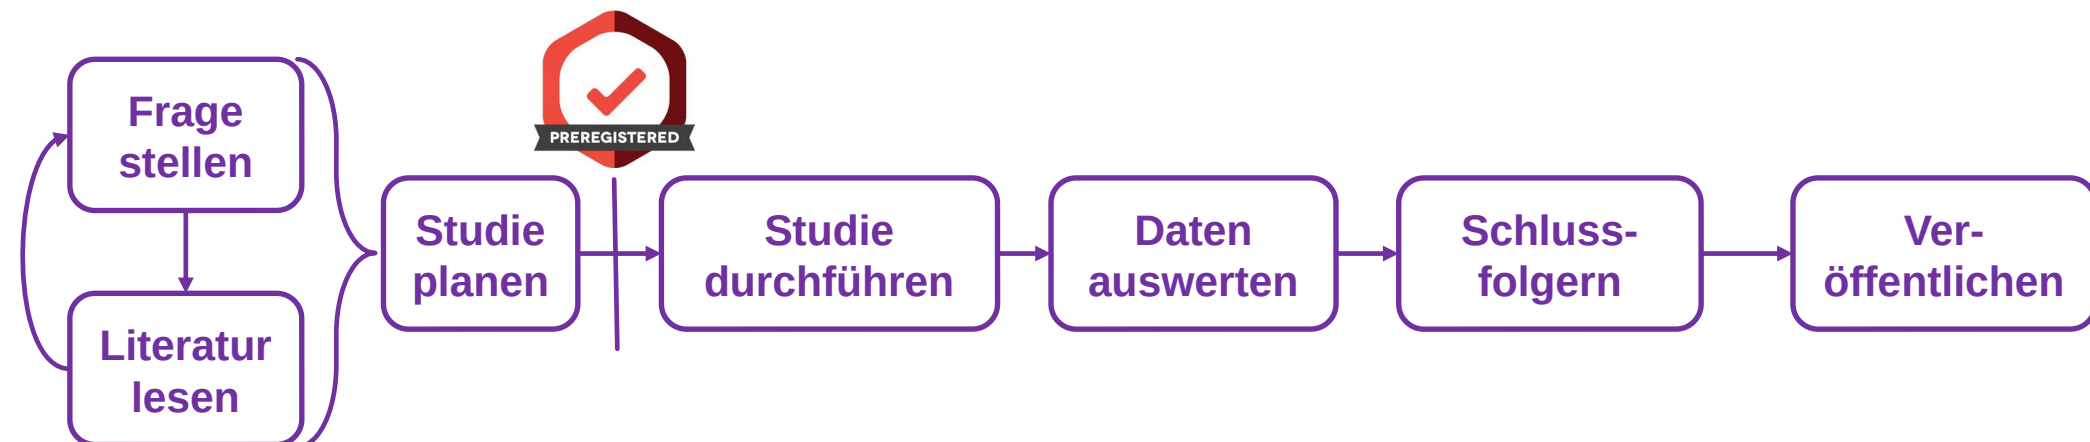 Frage
stellen
Literatur
lesen
PREREGISTERED
Studie
planen
Studie
durchführen
Daten
auswerten
Schluss-
folgern
Ver-
öffentlichen